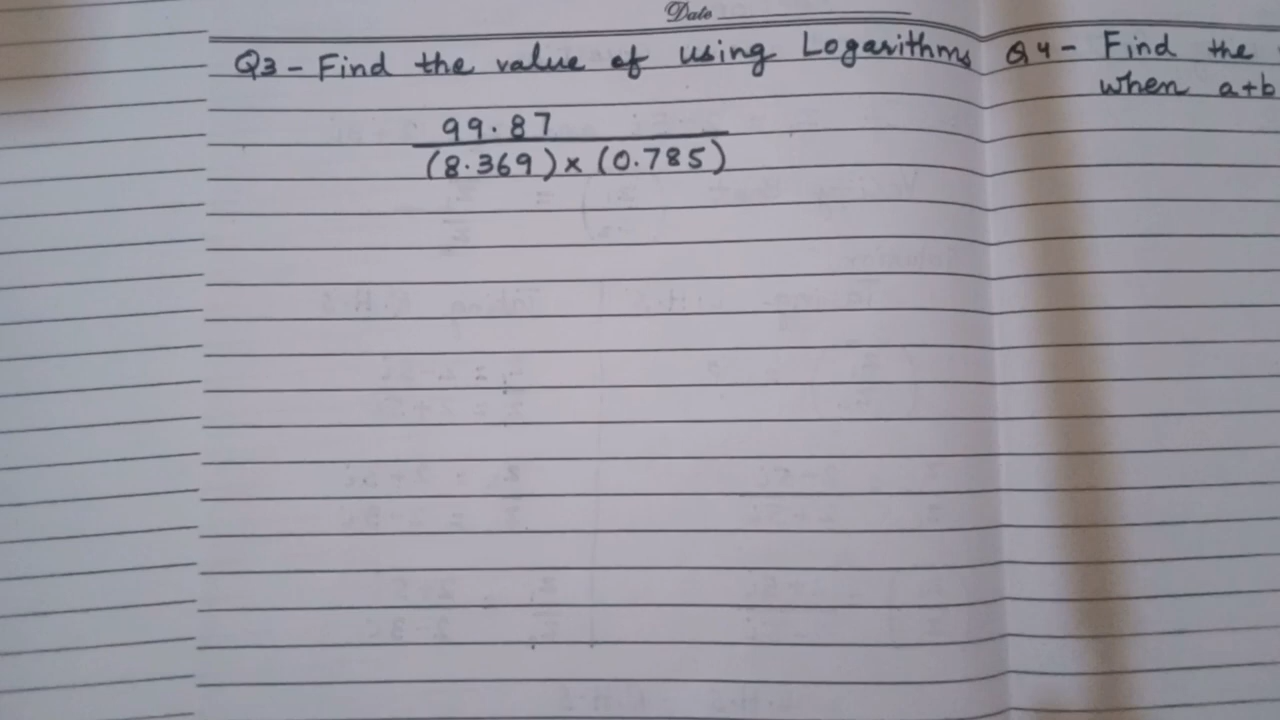 Date
Q3 - Find the value of using Logarithms
99.87
(8.369) x (0.785)
Q4 - Find the
when a+b